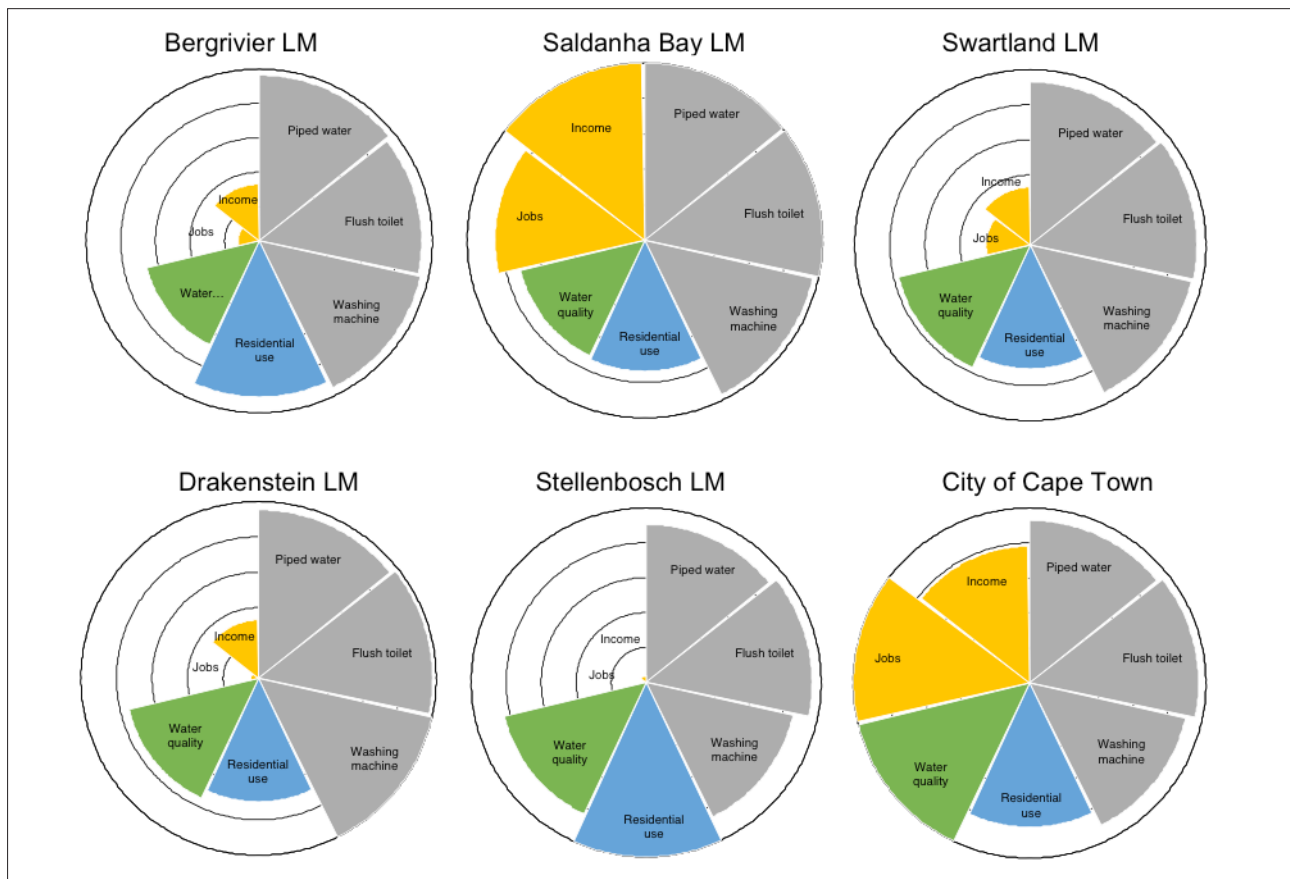 Bergrivier LM
Piped water
Income
Flush toilet
Jobs
Water...
Washing
machine
Residential
use
Saldanha Bay LM
Piped water
Income
Flush toilet
Jobs
Water
quality
Washing
machine
Residential
use
Swartland LM
Piped water
Income
Flush toilet
Jobs
Water
quality
Washing
machine
Residential
use
Drakenstein LM
Piped water
Income
Flush toilet
Jobs
Water
quality
Washing
machine
Residential
use
Stellenbosch LM
Piped water
Income
Flush toilet
Jobs
Water
quality
Washing
machine
Residential
use
City of Cape Town
Piped water
Income
Flush toilet
Jobs
Water
quality
Washing
machine
Residential
use